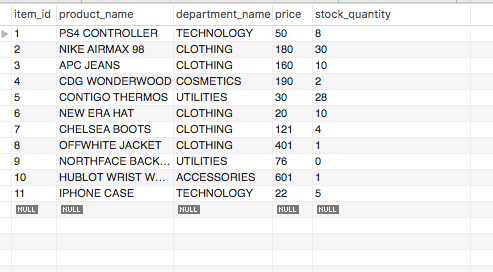 item_id product_name department_name price stock_quantity
1 PS4 CONTROLLER TECHNOLOGY 50 8
2 NIKE AIRMAX 98 CLOTHING 180 30
3 APC JEANS CLOTHING 160 10
4 CDG WONDERWOOD COSMETICS 190 2
5 CONTIGO THERMOS UTILITIES 30 28
6 NEW ERA HAT CLOTHING 20 10
7 CHELSEA BOOTS CLOTHING 121 4
8 OFFWHITE JACKET CLOTHING 401 1
9 NORTHFACE BACK... UTILITIES 76 0
10 HUBLOT WRIST W... ACCESSORIES 601 1
11 IPHONE CASE TECHNOLOGY 22 5
NULL NULL NULL NULL NULL